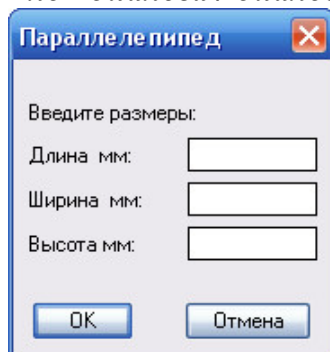 Параллелепипед
Введите размеры:
Длина мм:
Ширина мм:
Высота мм:
OK
Отмена